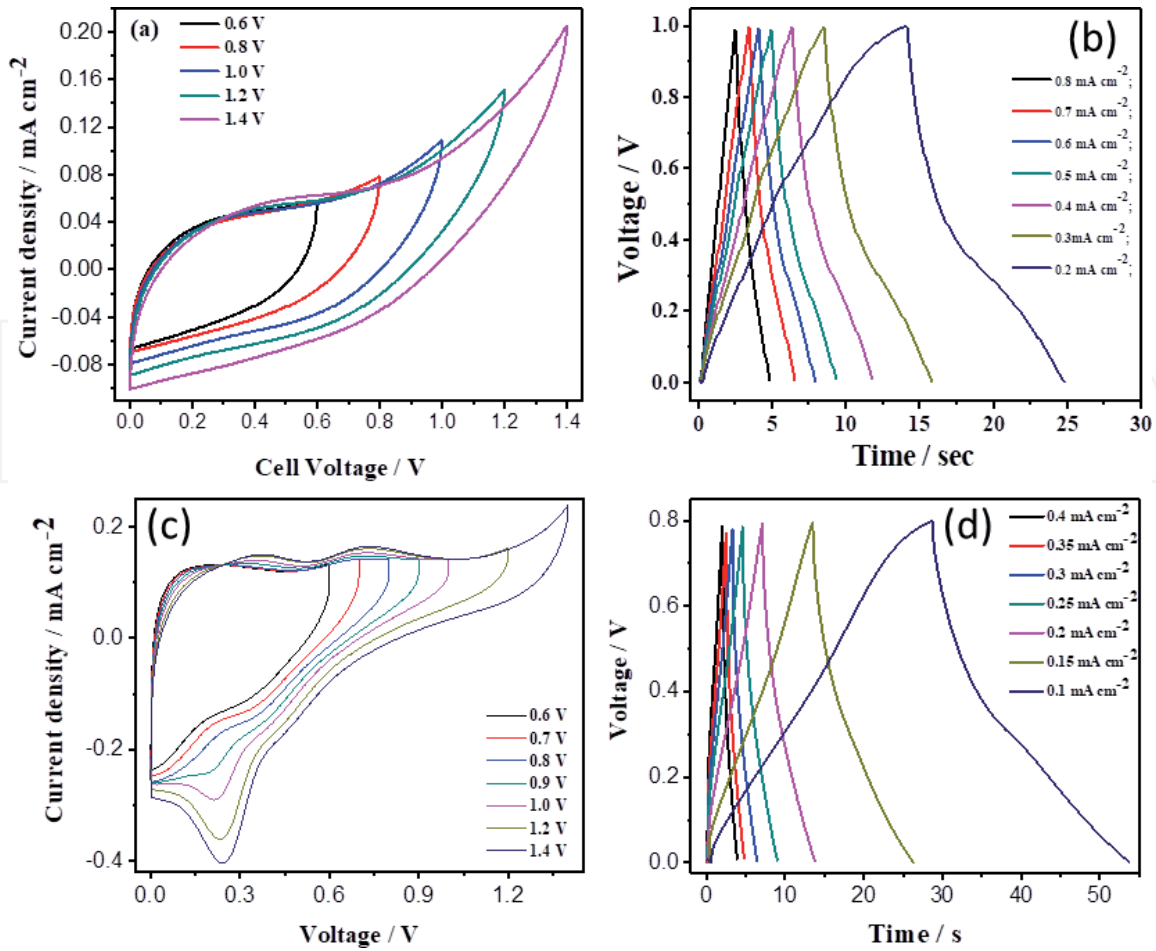 (a)
0.6 V
0.8 V
1.0 V
1.2 V
1.4 V
0.20
0.16
0.12
0.08
0.04
0.00
-0.04
-0.08
Current density / mA cm⁻²
0.0 0.2 0.4 0.6 0.8 1.0 1.2 1.4
Cell Voltage / V
(b)
0.8 mA cm⁻²;
0.7 mA cm⁻²;
0.6 mA cm⁻²;
0.5 mA cm⁻²;
0.4 mA cm⁻²;
0.3mA cm⁻²;
0.2 mA cm⁻²;
1.0
0.8
0.6
0.4
0.2
0.0
Voltage / V
0 5 10 15 20 25 30
Time / sec
(c)
0.6 V
0.7 V
0.8 V
0.9 V
1.0 V
1.2 V
1.4 V
0.2
0.0
-0.2
-0.4
Current density / mA cm⁻²
0.0 0.3 0.6 0.9 1.2
Voltage / V
(d)
0.4 mA cm⁻²
0.35 mA cm⁻²
0.3 mA cm⁻²
0.25 mA cm⁻²
0.2 mA cm⁻²
0.15 mA cm⁻²
0.1 mA cm⁻²
0.8
0.6
0.4
0.2
0.0
Voltage / V
0 10 20 30 40 50
Time / s